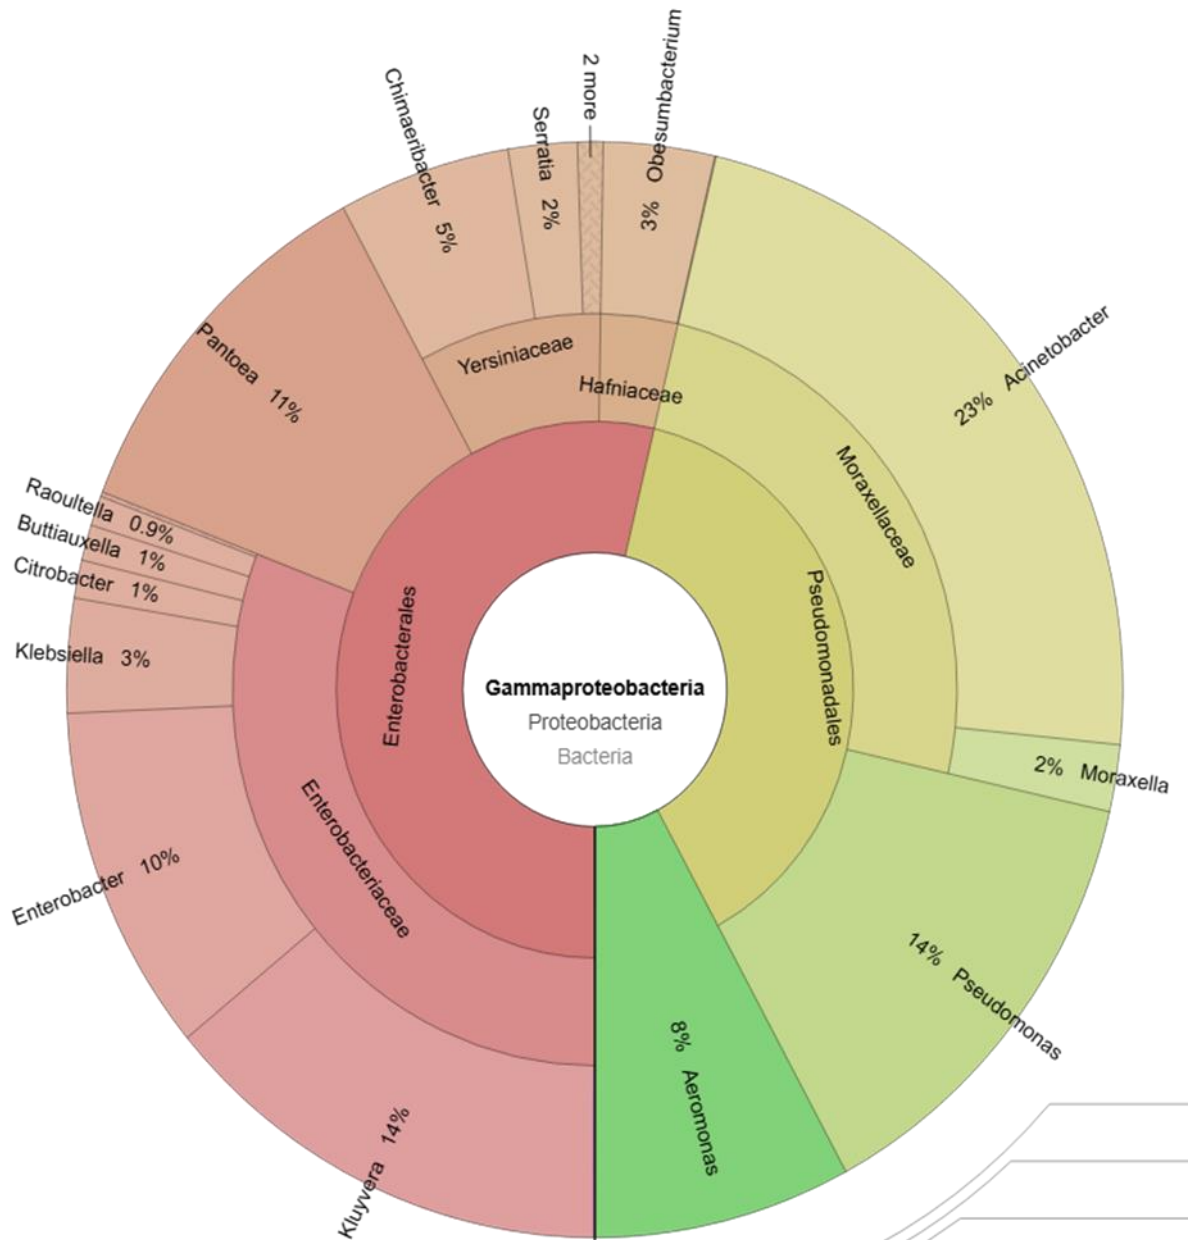 Gammaproteobacteria
Proteobacteria
Bacteria
Enterobacterales
Pseudomonadales
Enterobacteriaceae
Yersiniaceae
Hafniaceae
Moraxellaceae
Chimaeribacter 5%
Serratia 2%
2 more
3% Obesumbacterium
23% Acinetobacter
2% Moraxella
14% Pseudomonas
8% Aeromonas
Kluyvera 14%
Enterobacter 10%
Klebsiella 3%
Citrobacter 1%
Buttiauxella 1%
Raoultella 0.9%
Pantoea 11%